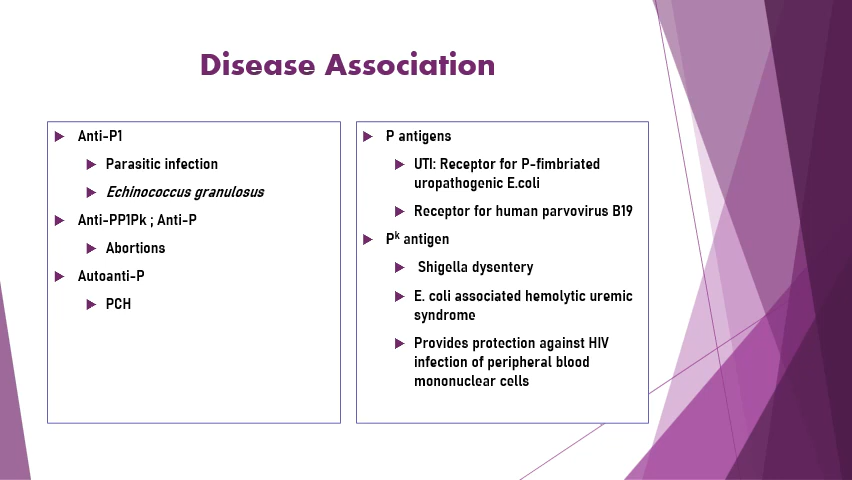 Disease Association
Anti-P1
Parasitic infection
Echinococcus granulosus
Anti-PP1Pk ; Anti-P
Abortions
Autoanti-P
PCH
P antigens
UTI: Receptor for P-fimbriated
uropathogenic E.coli
Receptor for human parvovirus B19
Pᵏ antigen
Shigella dysentery
E. coli associated hemolytic uremic
syndrome
Provides protection against HIV
infection of peripheral blood
mononuclear cells